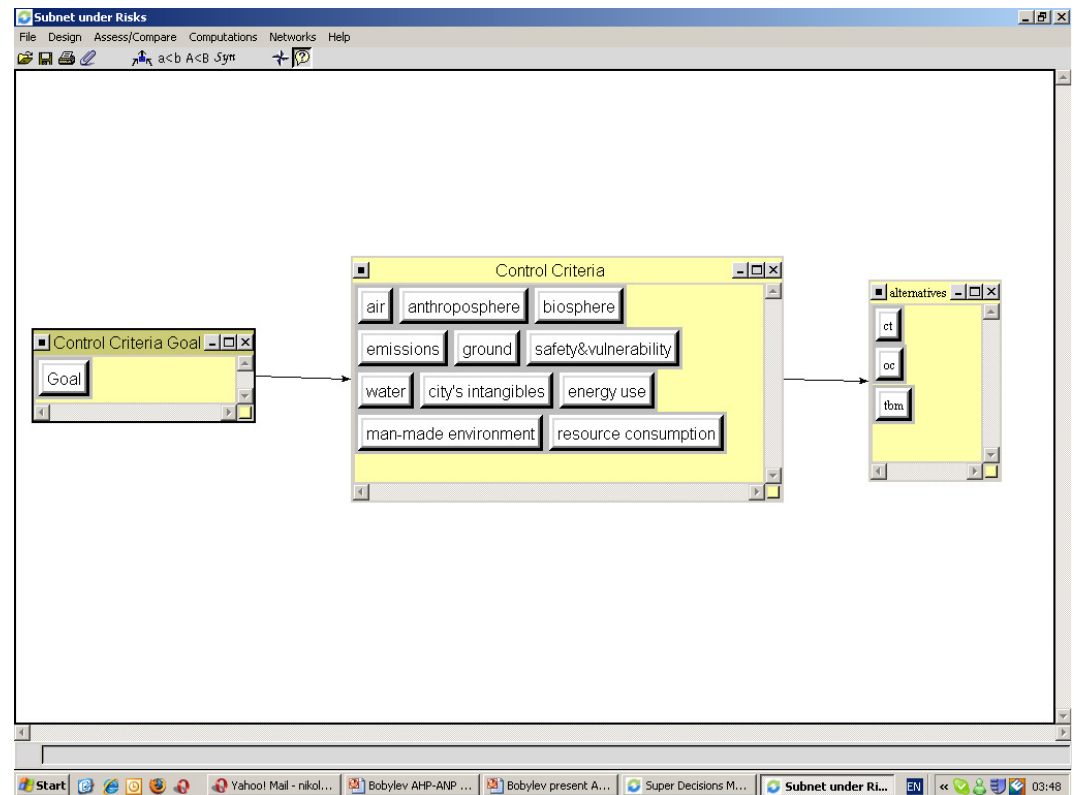 Subnet under Risks
File Design Assess/Compare Computations Networks Help
a<b A<B Syn
Control Criteria
air anthroposphere biosphere
alternatives
ct
Control Criteria Goal
emissions ground safety&vulnerability
oc
Goal
water city's intangibles energy use
tbm
man-made environment resource consumption
Start Yahoo! Mail - nikol... Bobylev AHP-ANP ... Bobylev present A... Super Decisions M... Subnet under Ri... EN « 03:48